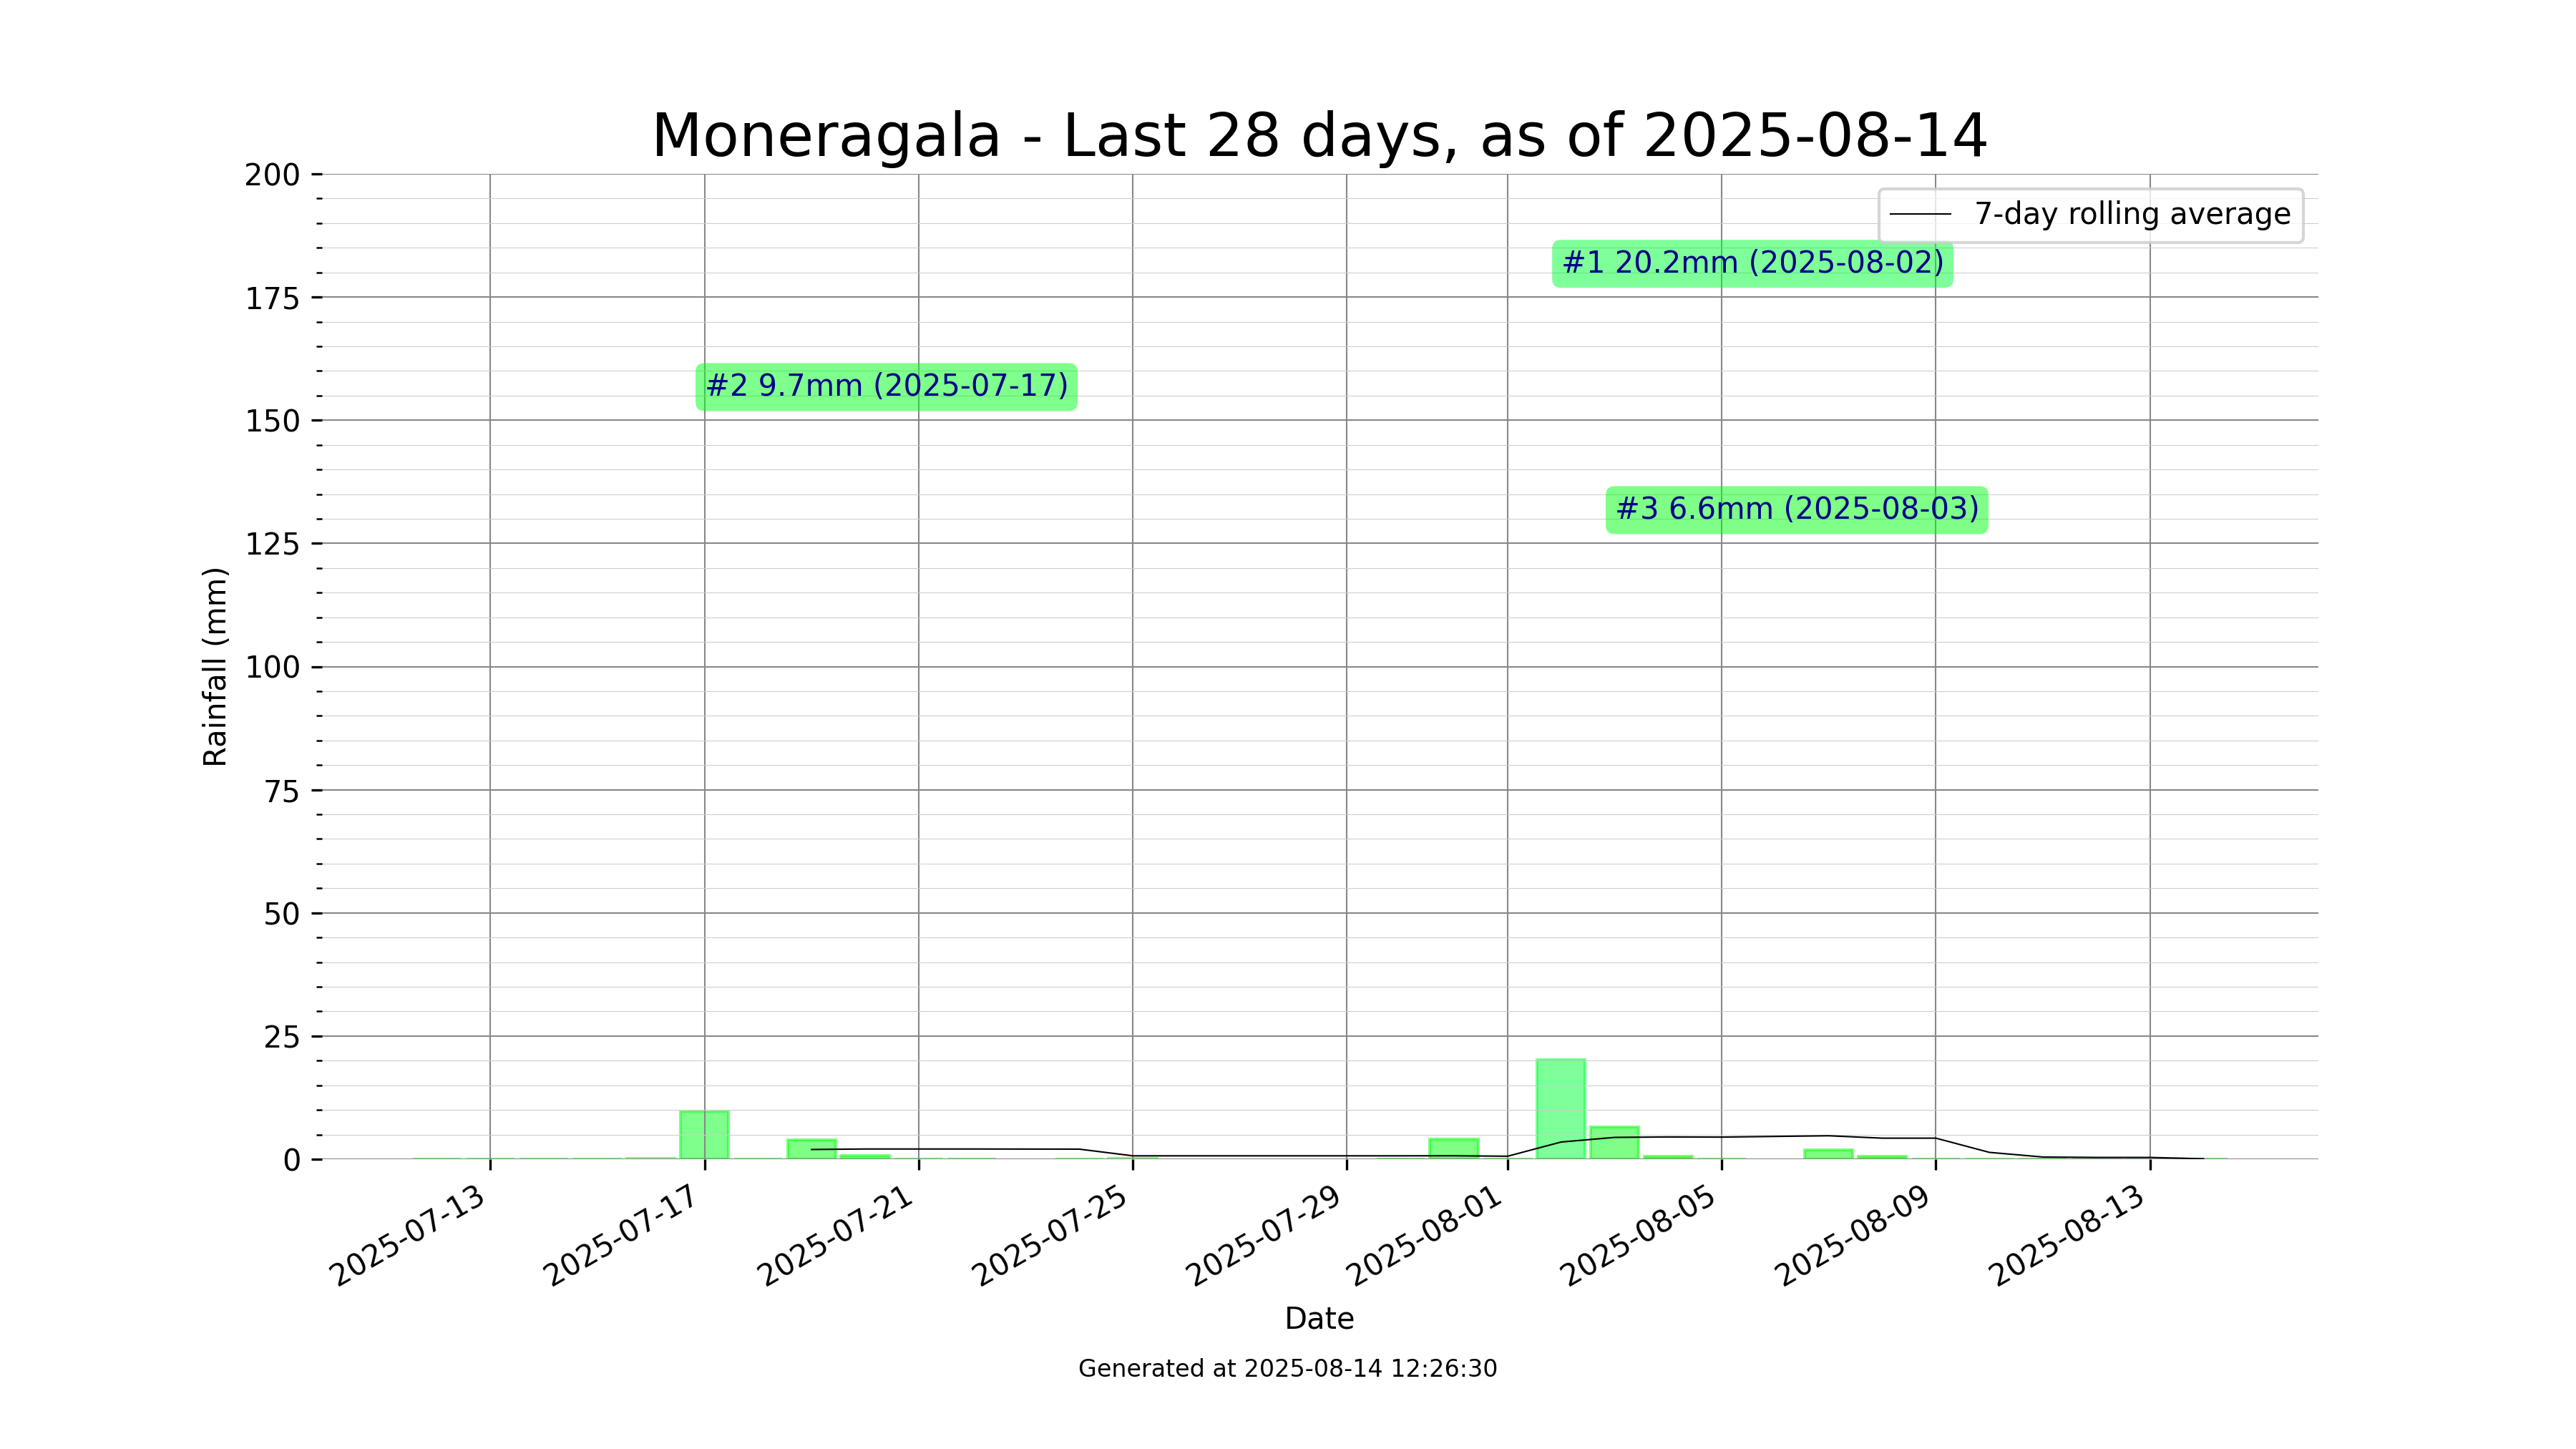 Moneragala - Last 28 days, as of 2025-08-14
200
175
150
125
100
75
50
25
0
Rainfall (mm)
7-day rolling average
#1 20.2mm (2025-08-02)
#2 9.7mm (2025-07-17)
#3 6.6mm (2025-08-03)
2025-07-13
2025-07-17
2025-07-21
2025-07-25
2025-07-29
2025-08-01
2025-08-05
2025-08-09
2025-08-13
Date
Generated at 2025-08-14 12:26:30